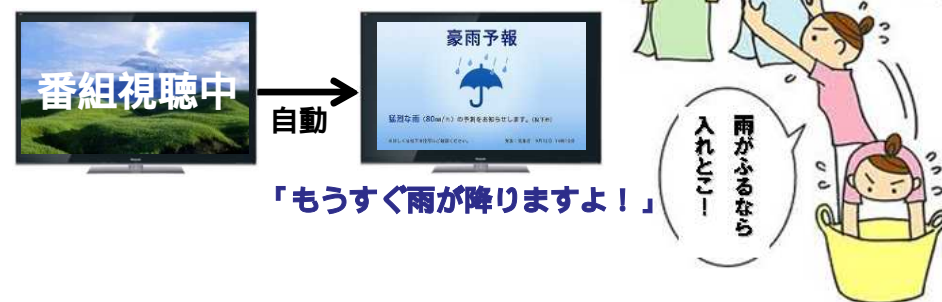 番組視聴中
自動
豪雨予報
猛烈な雨（80㎜/h）の予測をお知らせします。
「もうすぐ雨が降りますよ！」
雨がふるなら
入れとこ！